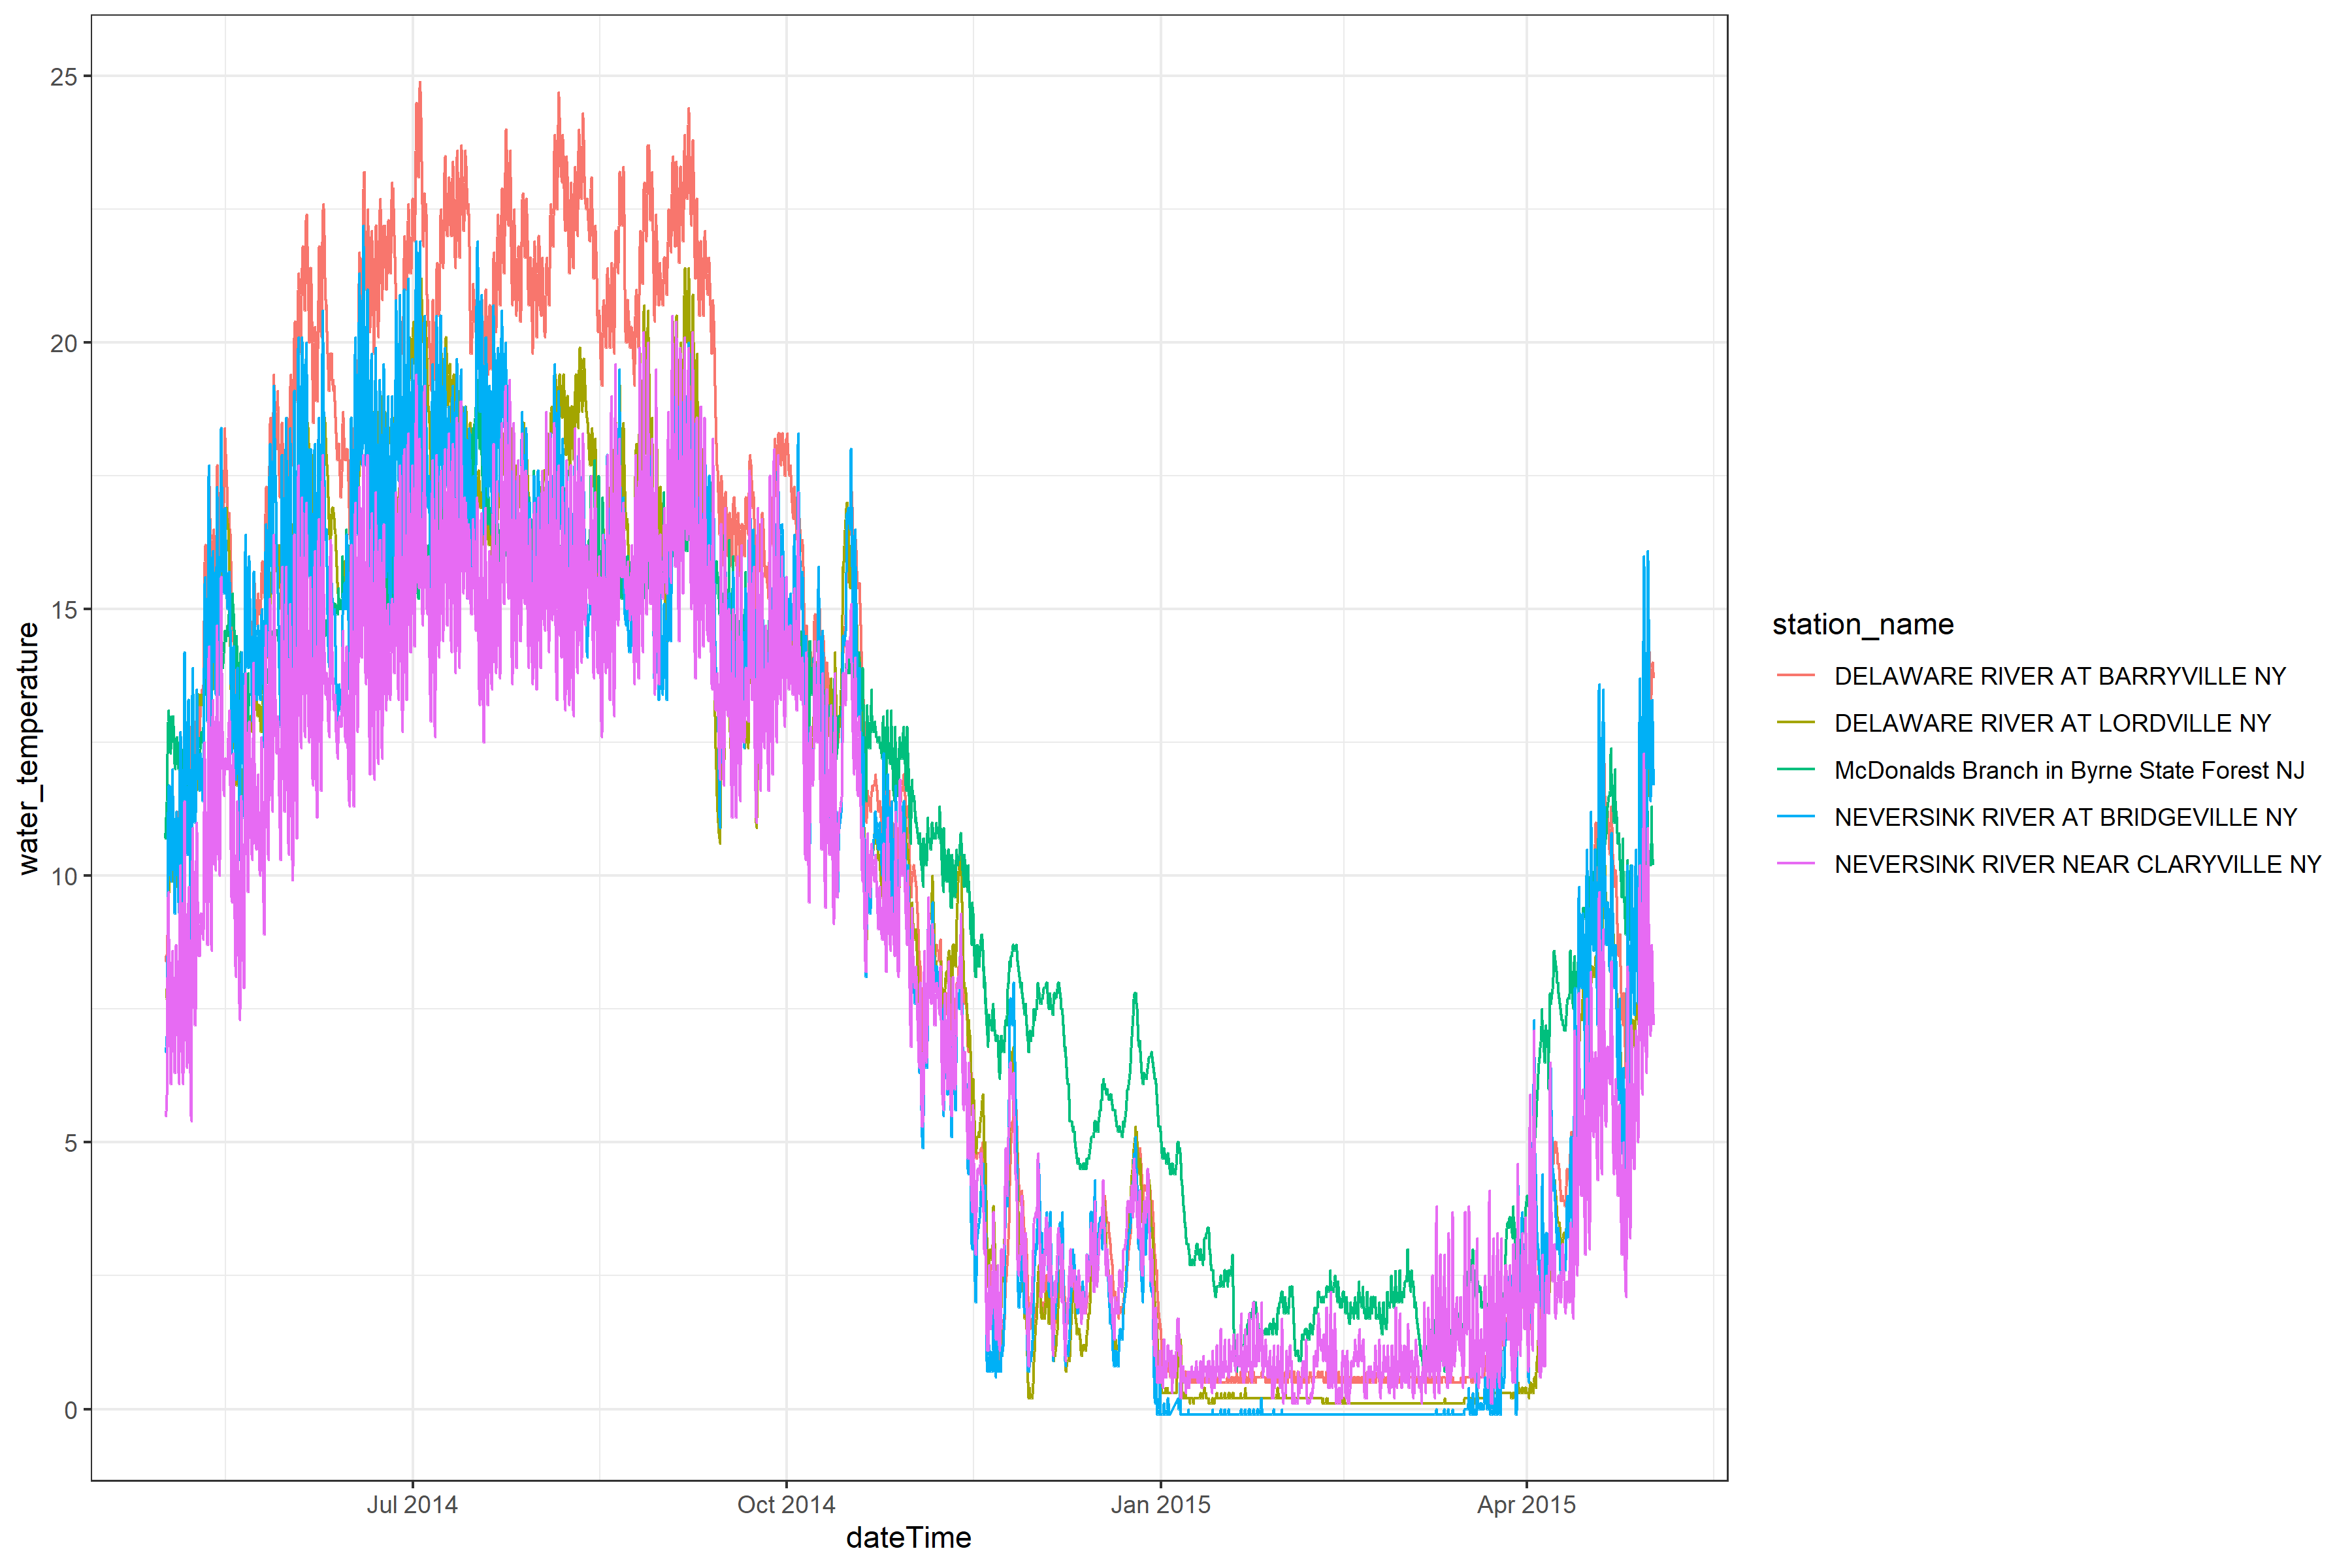 25
20
15
10
5
0
water_temperature
Jul 2014
Oct 2014
Jan 2015
Apr 2015
dateTime
station_name
DELAWARE RIVER AT BARRYVILLE NY
DELAWARE RIVER AT LORDVILLE NY
McDonalds Branch in Byrne State Forest NJ
NEVERSINK RIVER AT BRIDGEVILLE NY
NEVERSINK RIVER NEAR CLARYVILLE NY